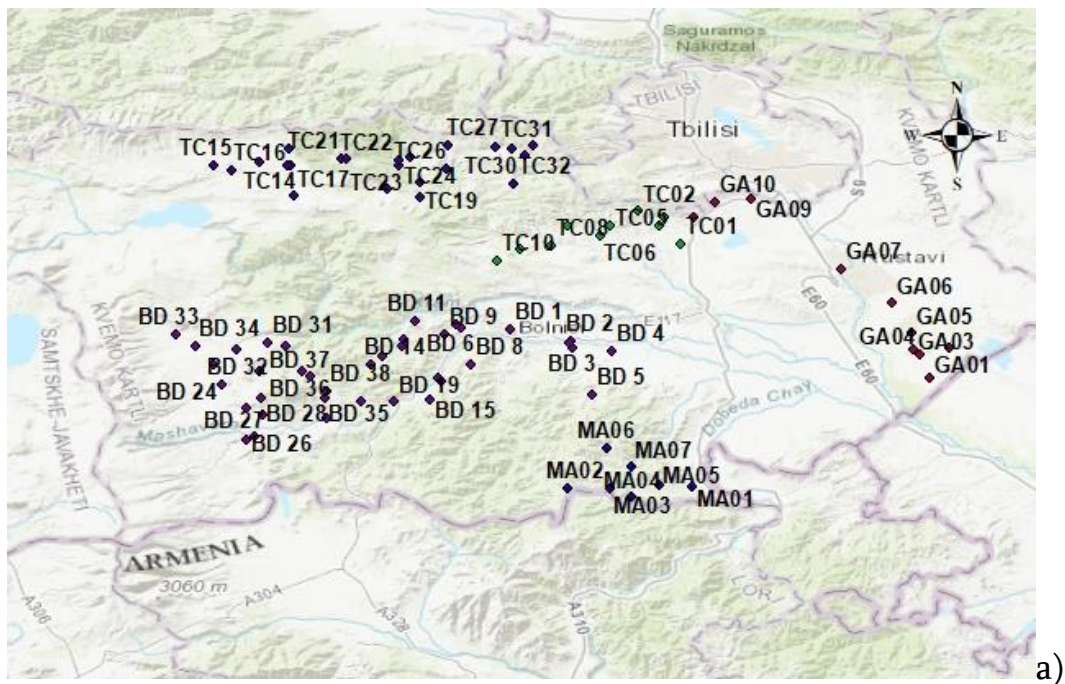 Saguramos
Nakrdzal
TBILISI
Tbilisi
N
W
E
S
KVEMO KARTLI
TC27
TC31
TC21
TC22
TC15
TC16
TC26
TC30
TC32
TC14
TC17
TC23
TC24
TC19
TC02
GA10
GA09
TC05
TC01
TC08
TC06
TC10
GA07
Rustavi
E60
GA06
BD 11
BD 1
BD 33
BD 34
BD 31
BD 9
Bolnisi
BD 2
E117
BD 4
GA05
BD 14
BD 6
BD 8
GA04
GA03
BD 32
BD 37
BD 38
BD 3
GA01
KVEMO KARTLI
SAMTSKHE-JAVAKHETI
BD 24
BD 36
BD 19
BD 5
E60
BD 27
BD 28
BD 35
BD 15
Debeda Chay
BD 26
MA06
MA07
MA02
MA04
MA05
MA03
MA01
ARMENIA
3060 m
A304
A306
A328
A310
LOR
a)